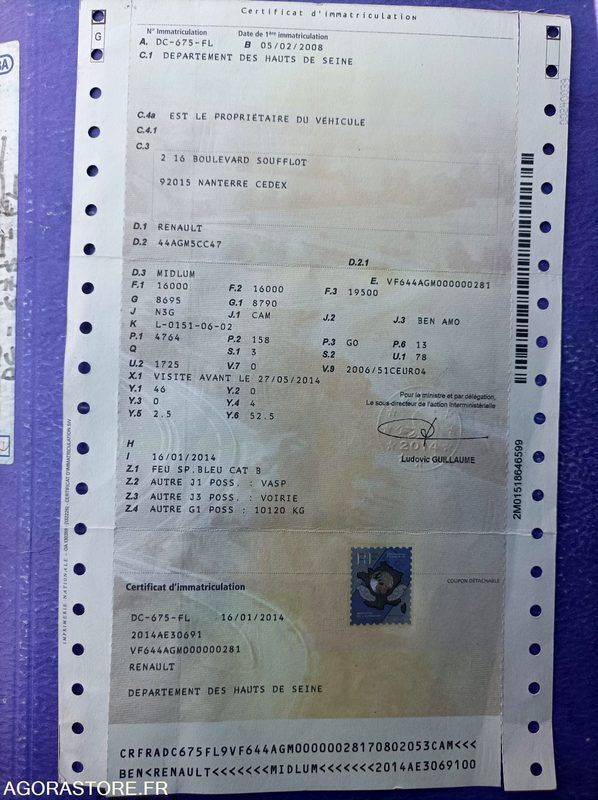 Certificat d'immatriculation
N° Immatriculation Date de 1ère immatriculation
A. DC-675-FL B 05/02/2008
C.1 DEPARTEMENT DES HAUTS DE SEINE
C.4a EST LE PROPRIÉTAIRE DU VÉHICULE
C.4.1
C.3
2 16 BOULEVARD SOUFFLOT
92015 NANTERRE CEDEX
D.1 RENAULT
D.2 44AGM5CC47
D.2.1
D.3 MIDLUM E. VF644AGM000000281
F.1 16000 F.2 16000 F.3 19500
G 8695 G.1 8790
J N3G J.1 CAM J.2 J.3 BEN AMO
K L-0151-06-02
P.1 4764 P.2 158 P.3 GO P.6 13
Q S.1 3 S.2 U.1 78
U.2 1725 V.7 0 V.9 2006/51CEURO4
X.1 VISITE AVANT LE 27/05/2014
Y.1 46 Y.2 0
Y.3 0 Y.4 4
Y.5 2.5 Y.6 52.5
Pour le ministre et par délégation,
Le sous-directeur de l'action interministérielle
2014
Ludovic GUILLAUME
H
I 16/01/2014
Z.1 FEU SP.BLEU CAT B
Z.2 AUTRE J1 POSS. : VASP
Z.3 AUTRE J3 POSS. : VOIRIE
Z.4 AUTRE G1 POSS : 10120 KG
2M01518646599
G
Certificat d'immatriculation
COUPON DÉTACHABLE
DC-675-FL 16/01/2014
2014AE30691
VF644AGM000000281
RENAULT
DEPARTEMENT DES HAUTS DE SEINE
CRFRADC675FL9VF644AGM00000028170802053CAM<<<
BEN<RENAULT<<<<<<<MIDLUM<<<<<<<2014AE3069100
AGORASTORE.FR